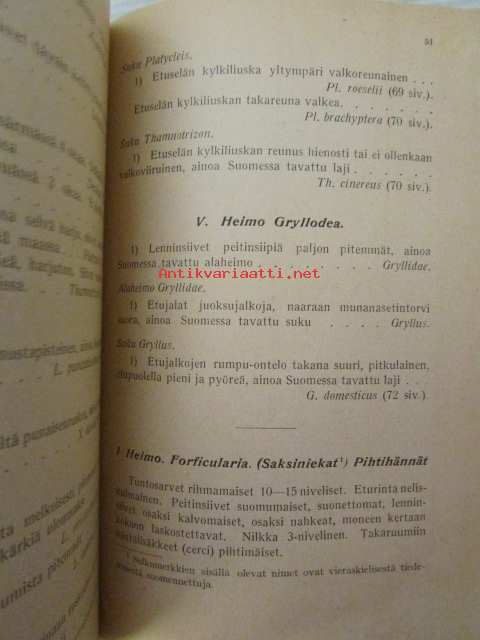 51
Suku Platycleis.
1) Etuselän kylkiliuska yltympäri valkoreunainen . . .
Pl. roeselii (69 siv.).
Etuselän kylkiliuskan takareuna valkea. . . . . . .
Pl. brachyptera (70 siv.).
Suku Thamnotrizon.
1) Etuselän kylkiliuskan reunus hienosti tai ei ollenkaan
valkoviiruinen, ainoa Suomessa tavattu laji . . . . .
Th. cinereus (70 siv.).
V. Heimo Gryllodea.
1) Lenninsiivet peitinsiipiä paljon pitemmät, ainoa
Suomessa tavattu alaheimo . . . . . . . . Gryllidae.
Antikvariaatti.net
Alaheimo Gryllidae.
1) Etujalat juoksujalkoja, naaraan munanasetintorvi
suora, ainoa Suomessa tavattu suku . . . . Gryllus.
Suku Gryllus.
1) Etujalkojen rumpu-ontelo takana suuri, pitkulainen,
etupuolella pieni ja pyöreä, ainoa Suomessa tavattu laji . . .
G. domesticus (72 siv.).
I Heimo. Forficularia. (Saksiniekat¹) Pihtihännät
Tuntosarvet rihmamaiset 10—15 niveliset. Eturinta nelis-
kulmainen. Peitinsiivet suomumaiset, suonettomat, lennin-
siivet osaksi kalvomaiset, osaksi nahkeat, moneen kertaan
kokoon laskostettavat. Nilkka 3-nivelinen. Takaruumiin
lisälisäkkeet (cerci) pihtimäiset.
¹ Sulkumerkkien sisällä olevat nimet ovat vieraskielisestä tiede-
nimestä suomennettuja.